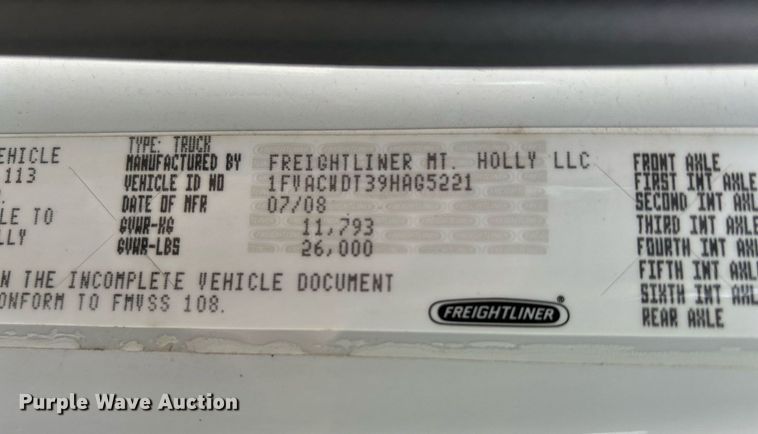 TYPE: TRUCK
EHICLE MANUFACTURED BY FREIGHTLINER MT. HOLLY LLC FRONT AXLE
113 VEHICLE ID NO 1FVACWDT39HAG5221 FIRST INT AXLE
DATE OF MFR 07/08 SECOND INT AXL
LE TO GVWR-KG 11,793 THIRD INT AXLE
LLY GVWR-LBS 26,000 FOURTH INT AXL
N THE INCOMPLETE VEHICLE DOCUMENT FIFTH INT AXL
ONFORM TO FMVSS 108. SIXTH INT AXL
FREIGHTLINER® REAR AXLE
Purple Wave Auction